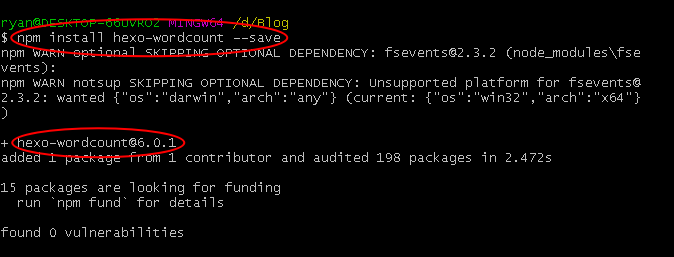 ryan@DESKTOP-66UVRO2 MINGW64 /d/Blog
$ npm install hexo-wordcount --save
npm WARN optional SKIPPING OPTIONAL DEPENDENCY: fsevents@2.3.2 (node_modules\fse
vents):
npm WARN notsup SKIPPING OPTIONAL DEPENDENCY: Unsupported platform for fsevents@
2.3.2: wanted {"os":"darwin","arch":"any"} (current: {"os":"win32","arch":"x64"}
)
+ hexo-wordcount@6.0.1
added 1 package from 1 contributor and audited 198 packages in 2.472s
15 packages are looking for funding
run `npm fund` for details
found 0 vulnerabilities